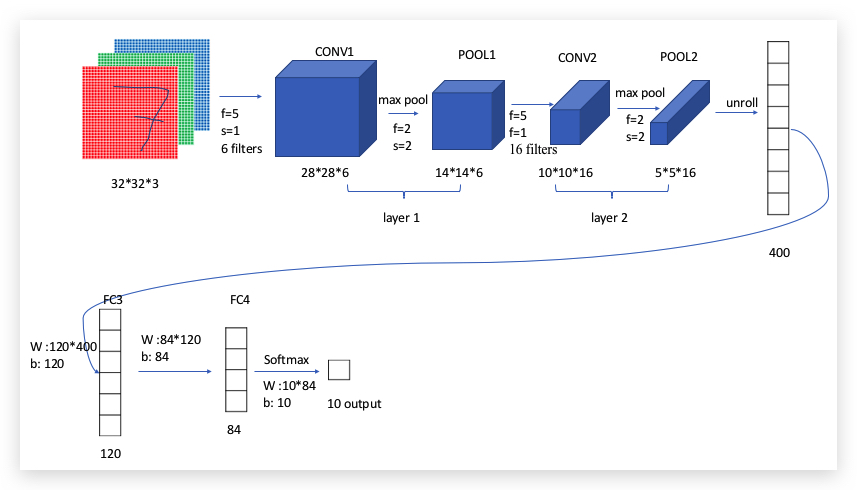 CONV1
POOL1
CONV2
POOL2
max pool
max pool
unroll
f=5
s=1
6 filters
f=2
s=2
f=5
f=1
16 filters
f=2
s=2
32*32*3
28*28*6
14*14*6
10*10*16
5*5*16
layer 1
layer 2
400
FC3
FC4
W :120*400
b: 120
W :84*120
b: 84
Softmax
W :10*84
b: 10
10 output
84
120